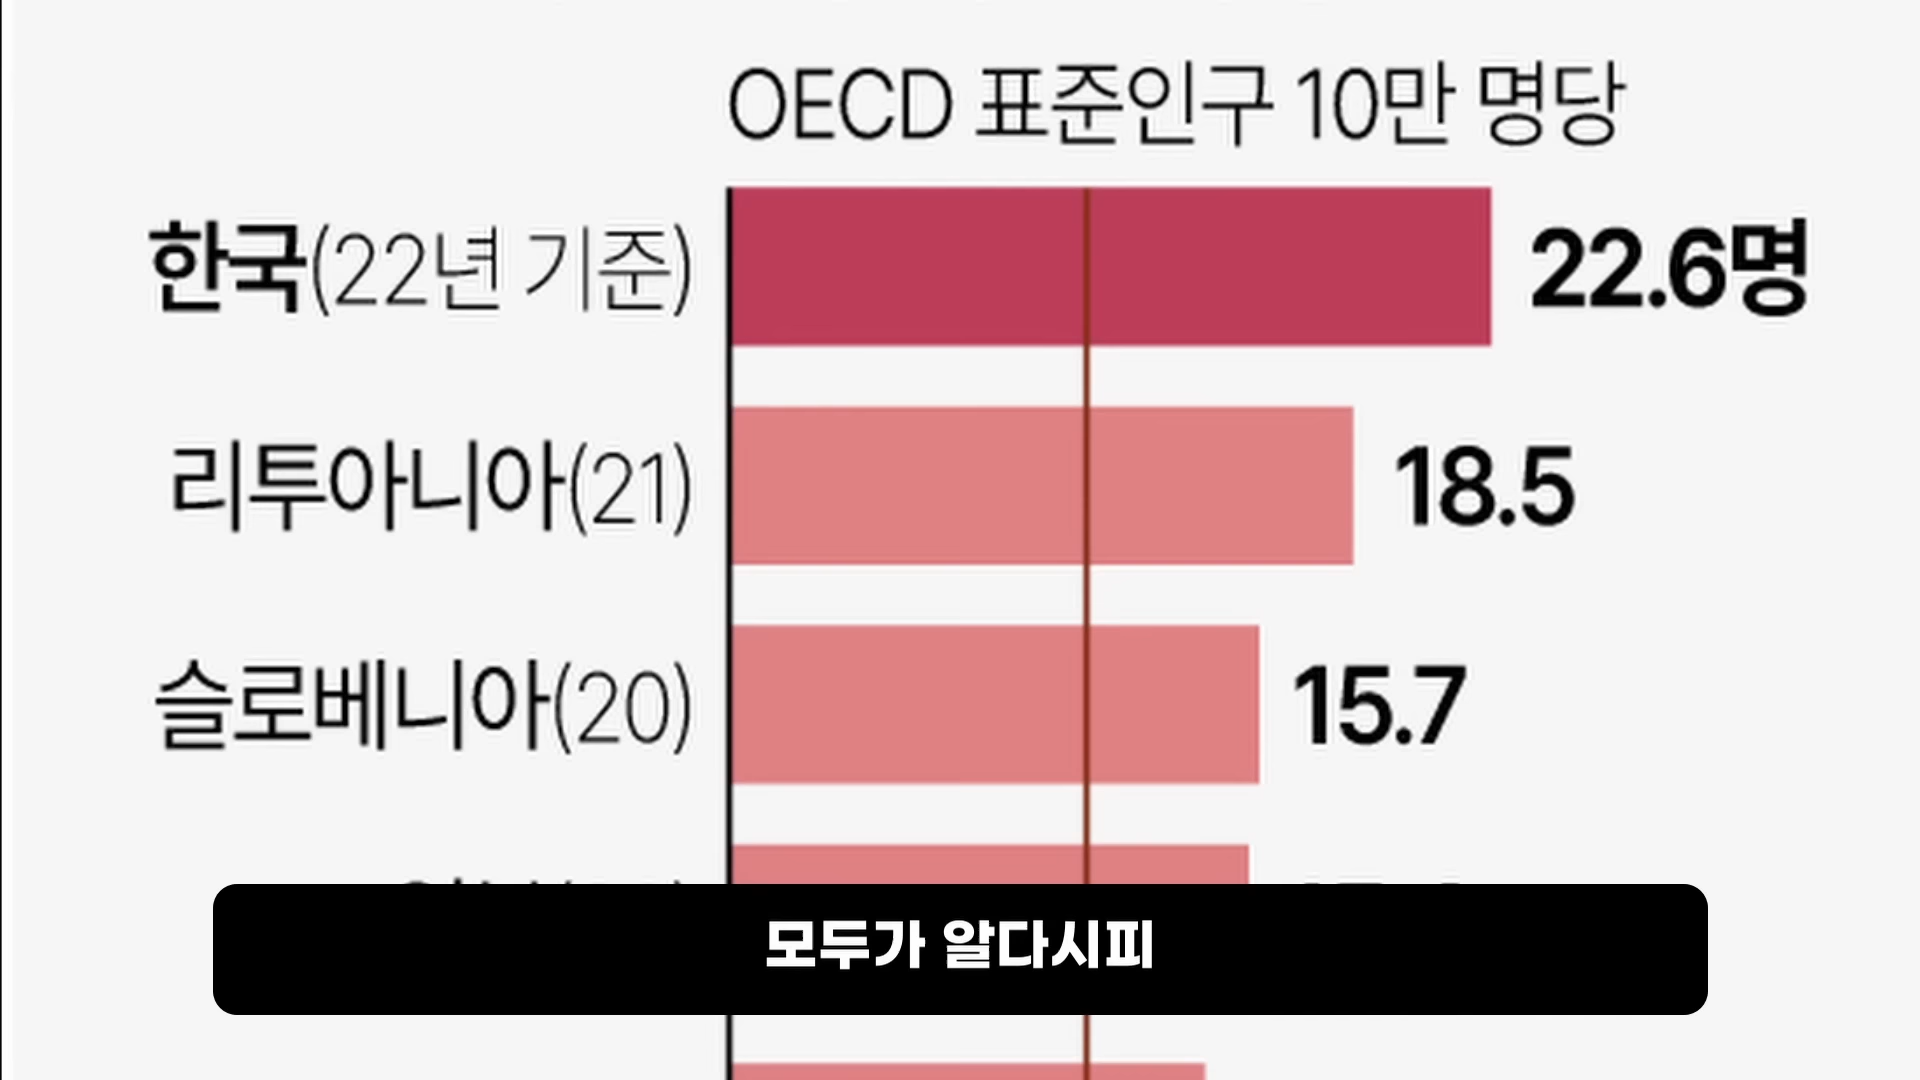 OECD 표준인구 10만 명당
한국(22년 기준) 22.6명
리투아니아(21) 18.5
슬로베니아(20) 15.7
모두가 알다시피